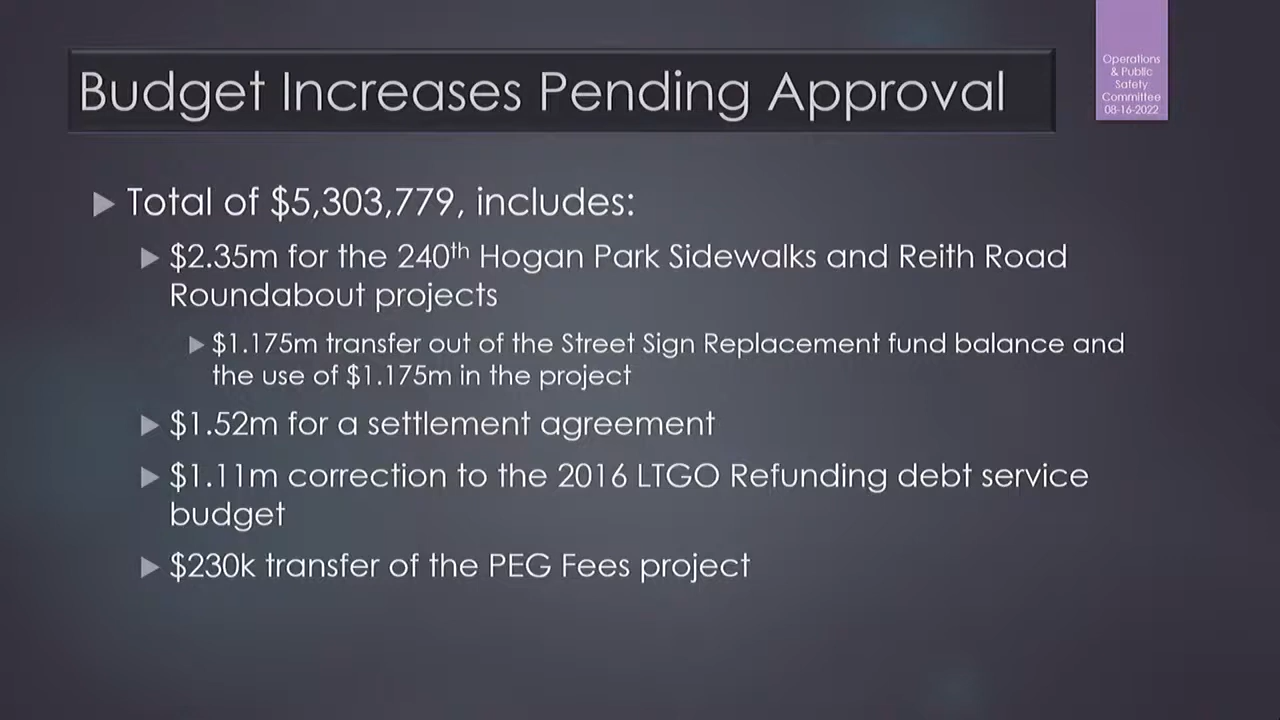 Budget Increases Pending Approval
Operations
& Public
Safety
Committee
08-16-2022
Total of $5,303,779, includes:
$2.35m for the 240th Hogan Park Sidewalks and Reith Road
Roundabout projects
$1.175m transfer out of the Street Sign Replacement fund balance and
the use of $1.175m in the project
$1.52m for a settlement agreement
$1.11m correction to the 2016 LTGO Refunding debt service
budget
$230k transfer of the PEG Fees project